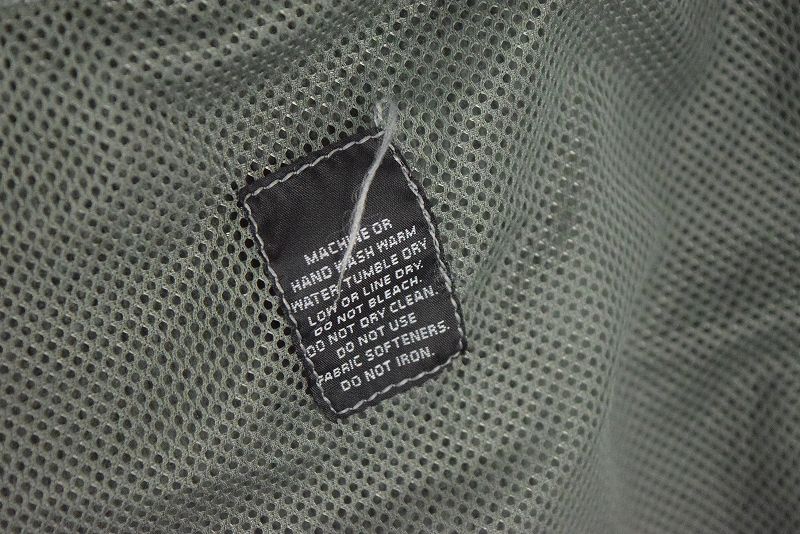 MACHINE OR
HAND WASH WARM
WATER. TUMBLE DRY
LOW OR LINE DRY.
DO NOT BLEACH.
DO NOT DRY CLEAN.
DO NOT USE
FABRIC SOFTENERS.
DO NOT IRON.